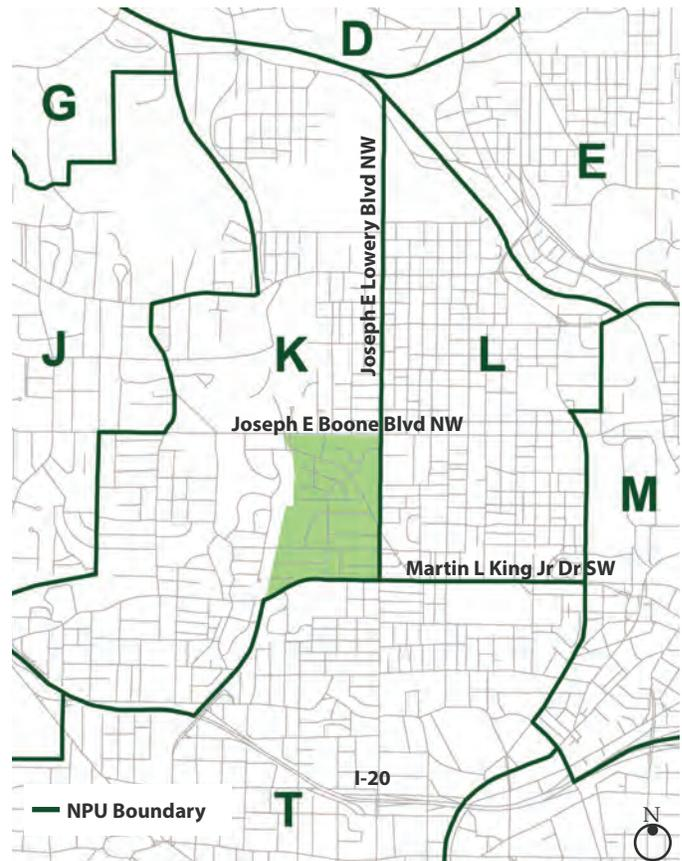 D
G
E
Joseph E Lowery Blvd NW
J
K
L
Joseph E Boone Blvd NW
M
Martin L King Jr Dr SW
I-20
NPU Boundary
T
N